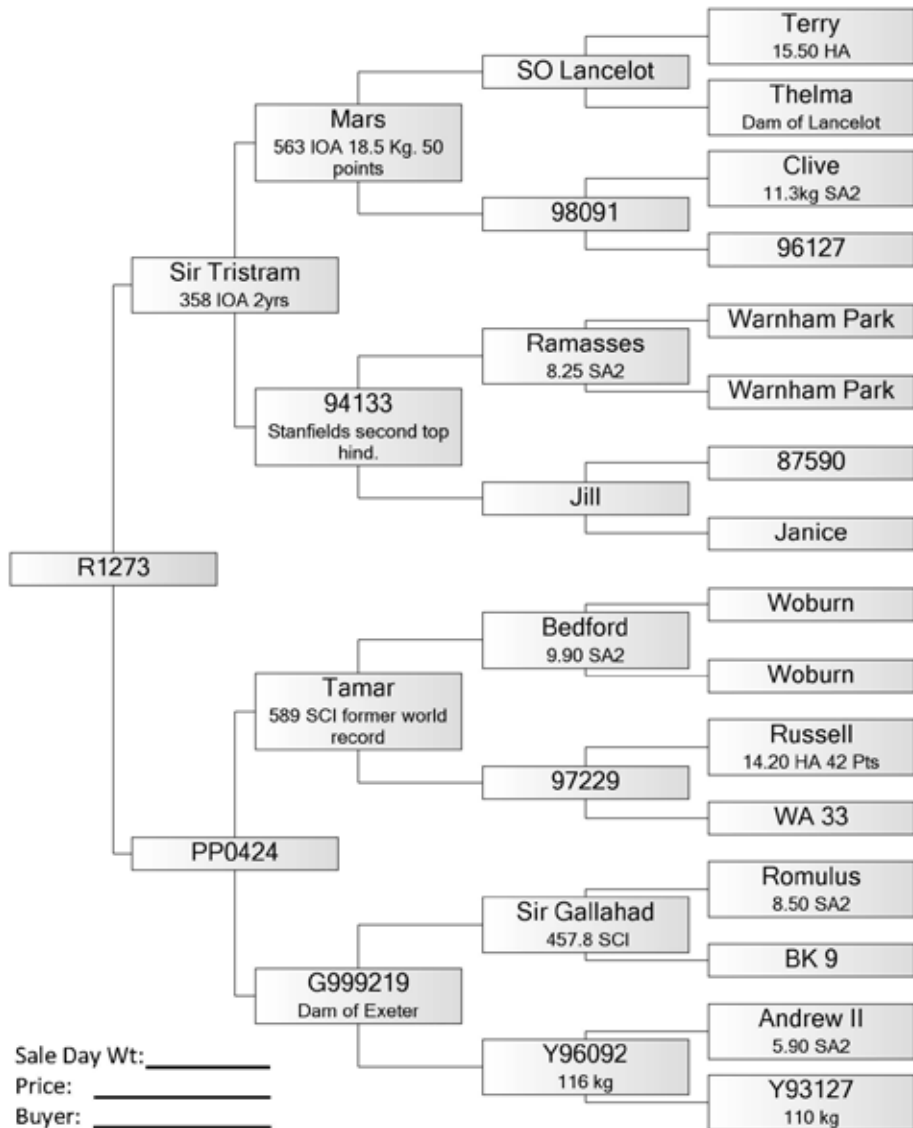 Terry
15.50 HA
SO Lancelot
Thelma
Dam of Lancelot
Mars
563 IOA 18.5 Kg. 50
points
Clive
11.3kg SA2
98091
96127
Sir Tristram
358 IOA 2yrs
Warnham Park
Ramasses
8.25 SA2
Warnham Park
94133
Stanfields second top
hind.
87590
Jill
Janice
R1273
Woburn
Bedford
9.90 SA2
Woburn
Tamar
589 SCI former world
record
Russell
14.20 HA 42 Pts
97229
WA 33
PP0424
Romulus
8.50 SA2
Sir Gallahad
457.8 SCI
BK 9
G999219
Dam of Exeter
Andrew II
5.90 SA2
Y96092
116 kg
Y93127
110 kg
Sale Day Wt:
Price:
Buyer: